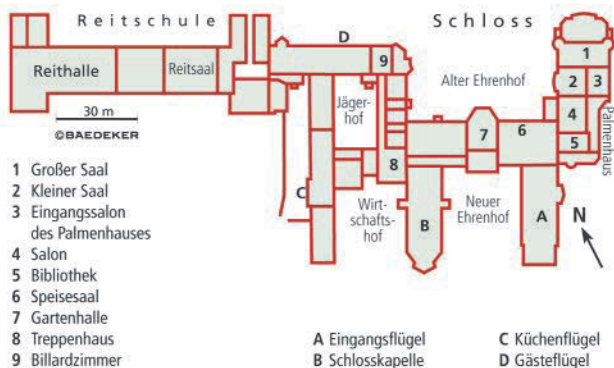 Reitschule
Schloss
D
9
1
Reithalle
Reitsaal
Alter Ehrenhof
2
3
30 m
Jäger-
hof
4
Palmenhaus
©BAEDEKER
7
6
5
1 Großer Saal
8
2 Kleiner Saal
3 Eingangssalon
des Palmenhauses
C
Wirt-
schafts-
hof
B
Neuer
Ehrenhof
A
N
4 Salon
5 Bibliothek
6 Speisesaal
7 Gartenhalle
8 Treppenhaus
9 Billardzimmer
A Eingangsflügel
B Schlosskapelle
C Küchenflügel
D Gästeflügel